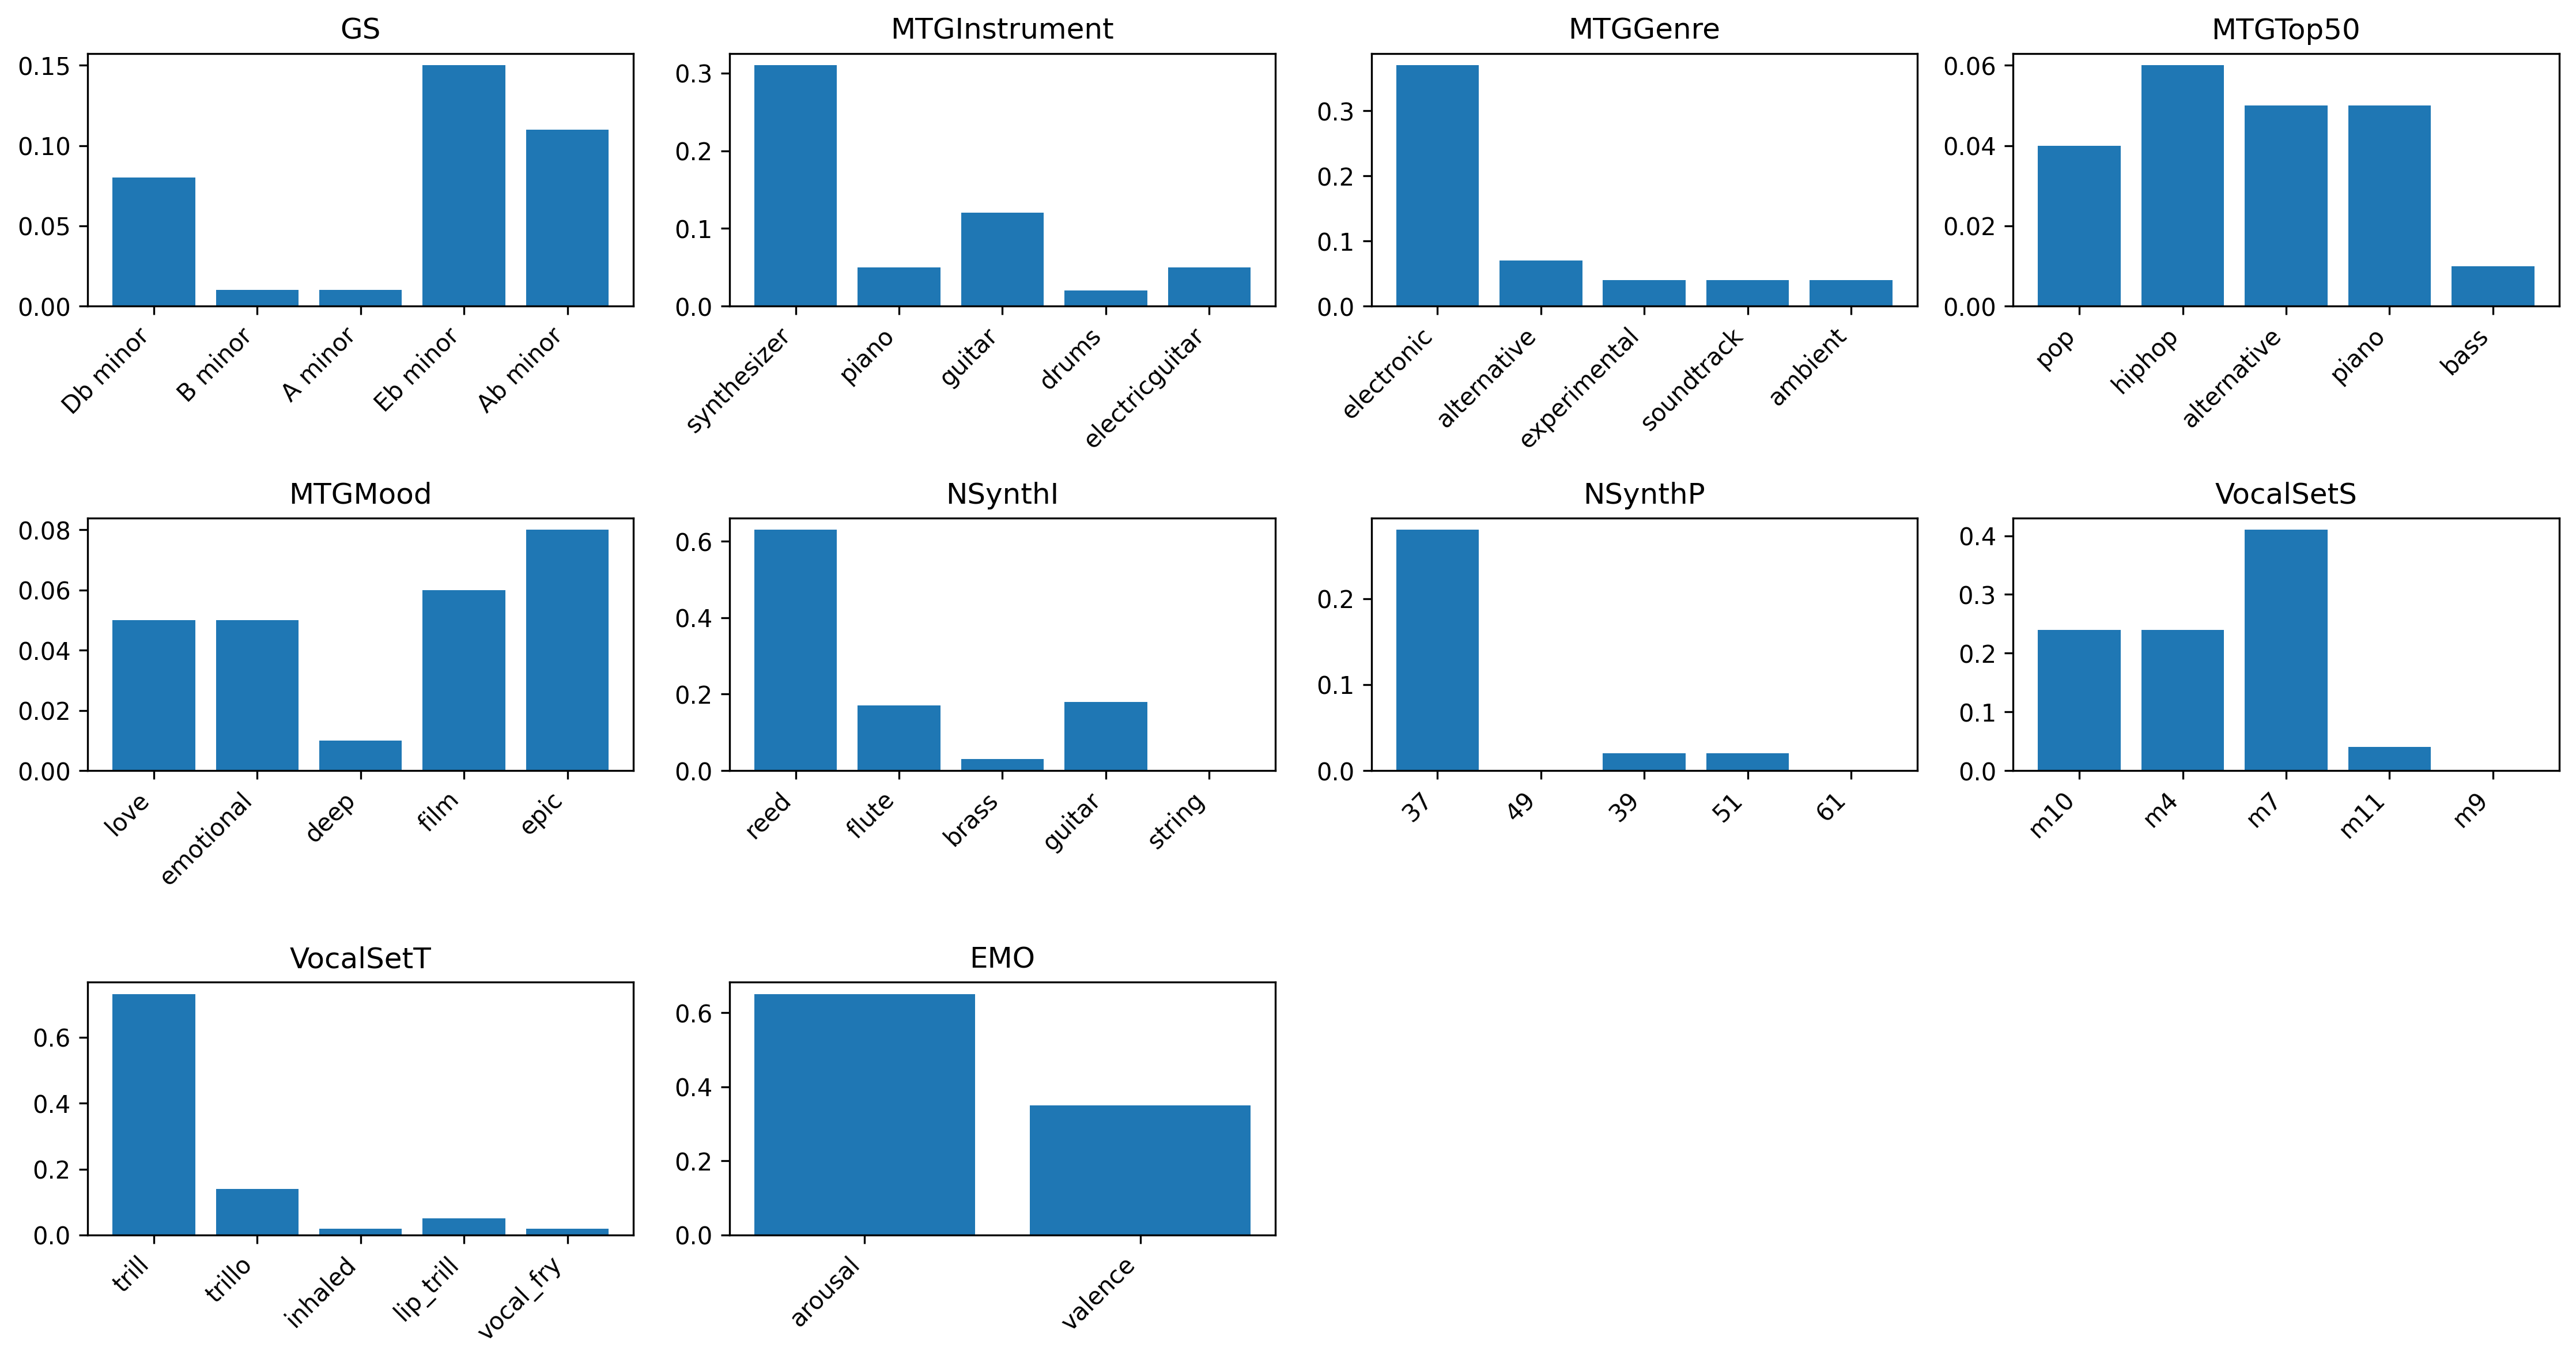 GS
0.15
0.10
0.05
0.00
Db minor
B minor
A minor
Eb minor
Ab minor
MTGInstrument
0.3
0.2
0.1
0.0
synthesizer
piano
guitar
drums
electricguitar
MTGGenre
0.3
0.2
0.1
0.0
electronic
alternative
experimental
soundtrack
ambient
MTGTop50
0.06
0.04
0.02
0.00
pop
hiphop
alternative
piano
bass
MTGMood
0.08
0.06
0.04
0.02
0.00
love
emotional
deep
film
epic
NSynthI
0.6
0.4
0.2
0.0
reed
flute
brass
guitar
string
NSynthP
0.2
0.1
0.0
37
49
39
51
61
VocalSetS
0.4
0.3
0.2
0.1
0.0
m10
m4
m7
m11
m9
VocalSetT
0.6
0.4
0.2
0.0
trill
trillo
inhaled
lip_trill
vocal_fry
EMO
0.6
0.4
0.2
0.0
arousal
valence